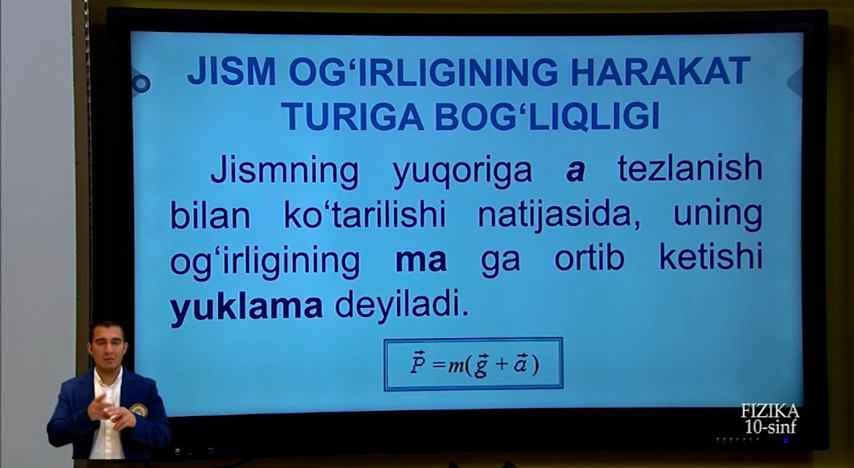 JISM OG‘IRLIGINING HARAKAT
TURIGA BOG‘LIQLIGI
Jismning yuqoriga a tezlanish
bilan ko‘tarilishi natijasida, uning
og‘irligining ma ga ortib ketishi
yuklama deyiladi.
P⃗ = m(g⃗ + a⃗)
FIZIKA
10-sinf